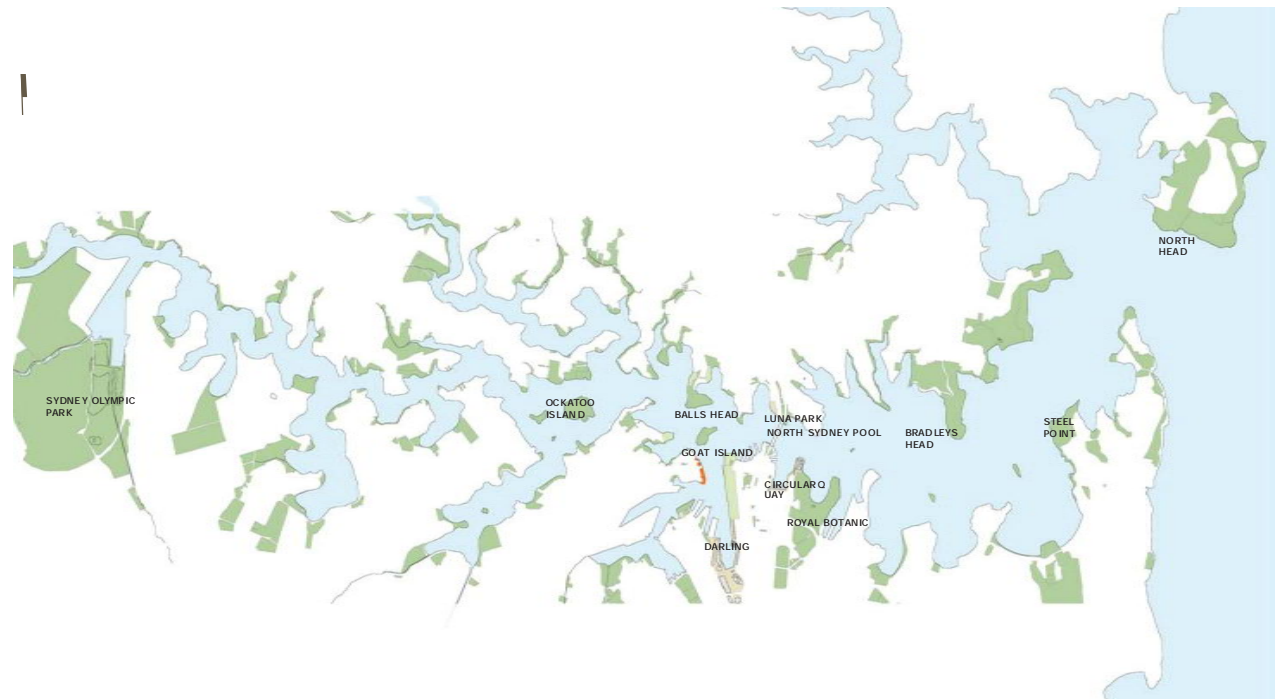 NORTH
HEAD
SYDNEY OLYMPIC
PARK
OCKATOO
ISLAND
BALLS HEAD
LUNA PARK
NORTH SYDNEY POOL
BRADLEYS
HEAD
STEEL
POINT
GOAT ISLAND
CIRCULARQ
UAY
ROYAL BOTANIC
DARLING